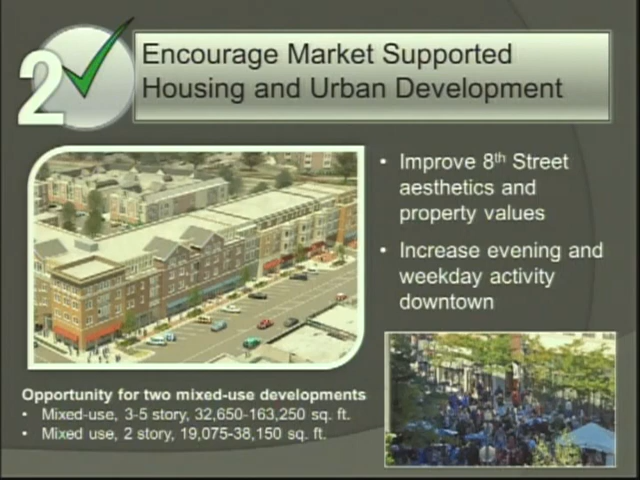 2
Encourage Market Supported
Housing and Urban Development
• Improve 8th Street
aesthetics and
property values
• Increase evening and
weekday activity
downtown
Opportunity for two mixed-use developments
• Mixed-use, 3-5 story, 32,650-163,250 sq. ft.
• Mixed use, 2 story, 19,075-38,150 sq. ft.